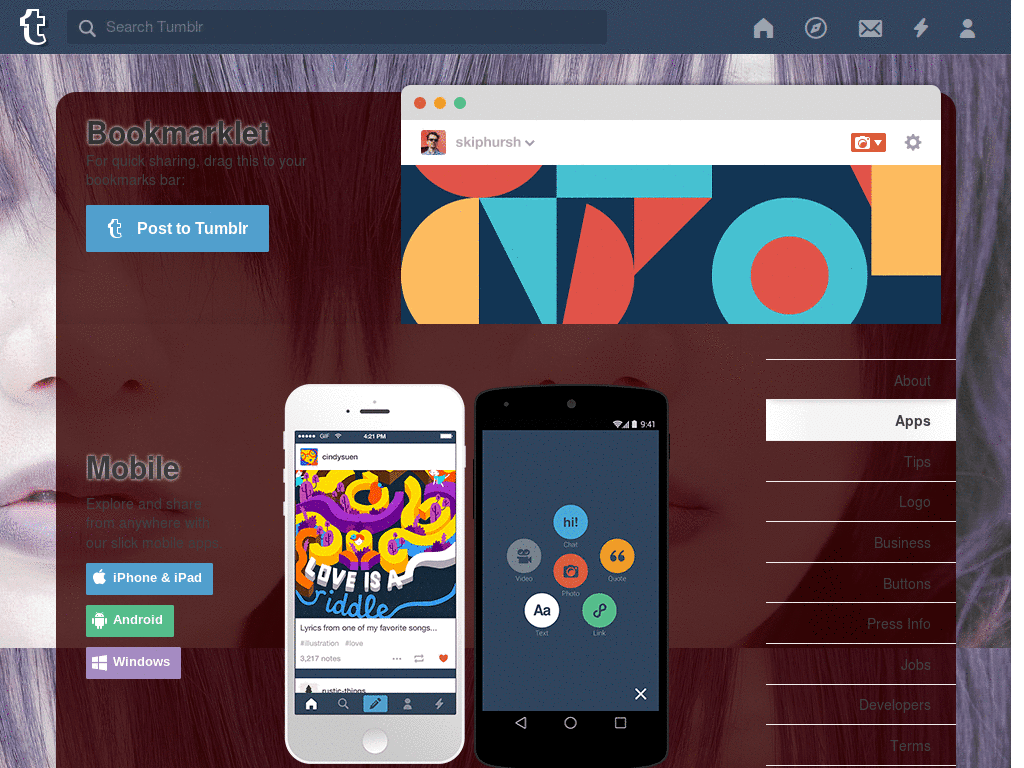 Search Tumblr
Bookmarklet
For quick sharing, drag this to your
bookmarks bar:
Post to Tumblr
skiphursh
About
Apps
Tips
Logo
Business
Buttons
Press Info
Jobs
Developers
Terms
Mobile
Explore and share
from anywhere with
our slick mobile apps.
iPhone & iPad
Android
Windows
GIF
4:21 PM
cindysuen
LOVE IS A
riddle
Lyrics from one of my favorite songs...
#illustration #love
3,217 notes
rustic-things
9:41
hi!
Chat
Video
Quote
Photo
Aa
Text
Link